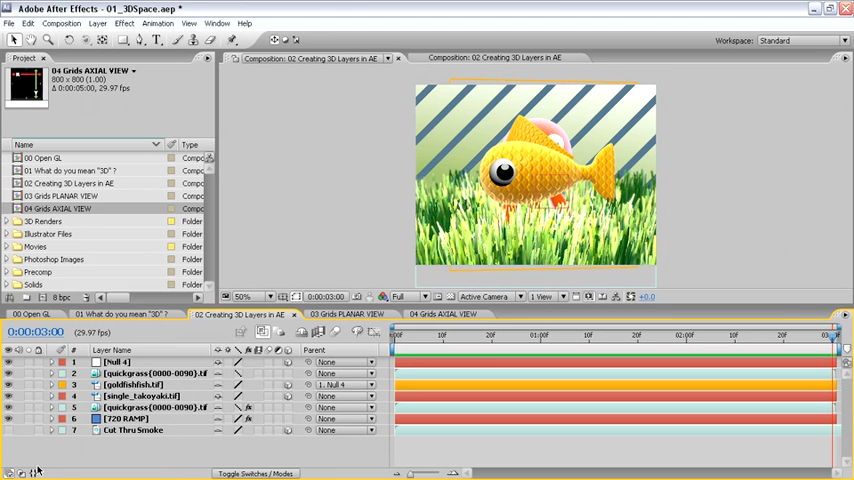 Adobe After Effects - 01_3DSpace.aep *
File Edit Composition Layer Effect Animation View Window Help
Workspace: Standard
Project ×
Composition: 02 Creating 3D Layers in AE
Composition: 02 Creating 3D Layers in AE
04 Grids AXIAL VIEW
800 x 800 (1.00)
Δ 0:00:05:00, 29.97 fps
Name Type
00 Open GL Compo
01 What do you mean "3D" ? Compo
02 Creating 3D Layers in AE Compo
03 Grids PLANAR VIEW Compo
04 Grids AXIAL VIEW Compo
3D Renders Folder
Illustrator Files Folder
Movies Folder
Photoshop Images Folder
Precomp Folder
Solids Folder
8 bpc
50% 0:00:03:00 Full Active Camera 1 View +0.0
00 Open GL 01 What do you mean "3D" ? 02 Creating 3D Layers in AE × 03 Grids PLANAR VIEW 04 Grids AXIAL VIEW
0:00:03:00 (29.97 fps)
:00f 10f 20f 01:00f 10f 20f 02:00f 10f 20f 03:0
# Layer Name Parent
1 [Null 4] None
2 [quickgrass{0000-0090}.tif None
3 [goldfishfish.tif] 1. Null 4
4 [single_takoyaki.tif] None
5 [quickgrass{0000-0090}.tif None
6 [720 RAMP] None
7 Cut Thru Smoke None
Toggle Switches / Modes